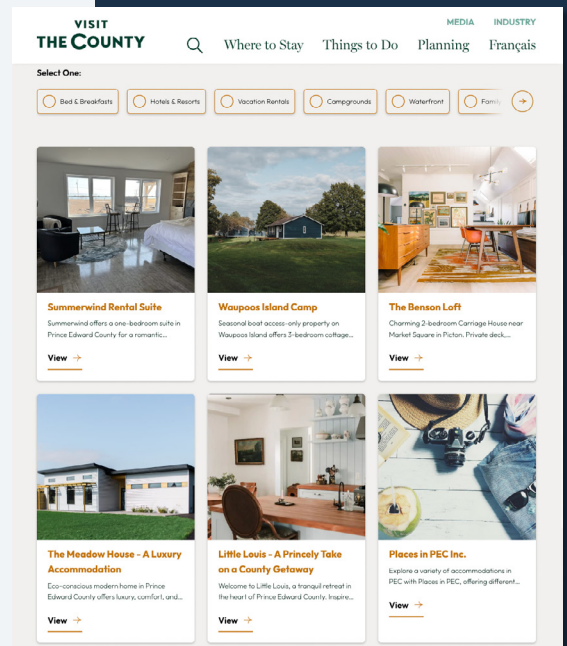 VISIT
THE COUNTY
MEDIA INDUSTRY
Where to Stay Things to Do Planning Français
Select One:
Bed & Breakfasts Hotels & Resorts Vacation Rentals Campgrounds Waterfront
Summerwind Rental Suite
Summerwind offers a one-bedroom suite in
Prince Edward County for a romantic...
View
Waupoos Island Camp
Seasonal boat access-only property on
Waupoos Island offers 3-bedroom cottage...
View
The Benson Loft
Charming 2-bedroom Carriage House near
Market Square in Picton. Private deck,...
View
The Meadow House - A Luxury
Accommodation
Eco-conscious modern home in Prince
Edward County offers luxury, comfort, and...
View
Little Louis - A Princely Take
on a County Getaway
Welcome to Little Louis, a tranquil retreat in
the heart of Prince Edward County. Inspire...
View
Places in PEC Inc.
Explore a variety of accommodations in
PEC with Places in PEC, offering different...
View